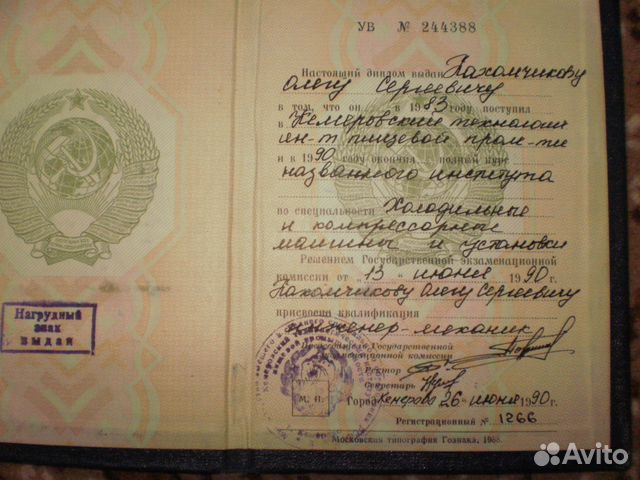 УВ № 244388
Настоящий диплом выдан Пахомчикову
Олегу Сергеевичу
в том, что он в 1983 году поступил
в Кемеровский технологи
ин-т пищевой пром-ти
и в 1990 году окончил полный курс
названного института
по специальности Холодильные
и компрессорные
машины и установки
Решением Государственной экзаменационной
комиссии от "13" июня 1990 г.
Пахомчикову Олегу Сергеевичу
присвоена квалификация
инженер-механик
Председатель Государственной
экзаменационной комиссии
Ректор
Секретарь
М. П.
Город Кемерово 26 июня 1990 г.
Регистрационный № 1266
Московская типография Гознака, 1988.
Нагрудный
знак
выдан
Avito